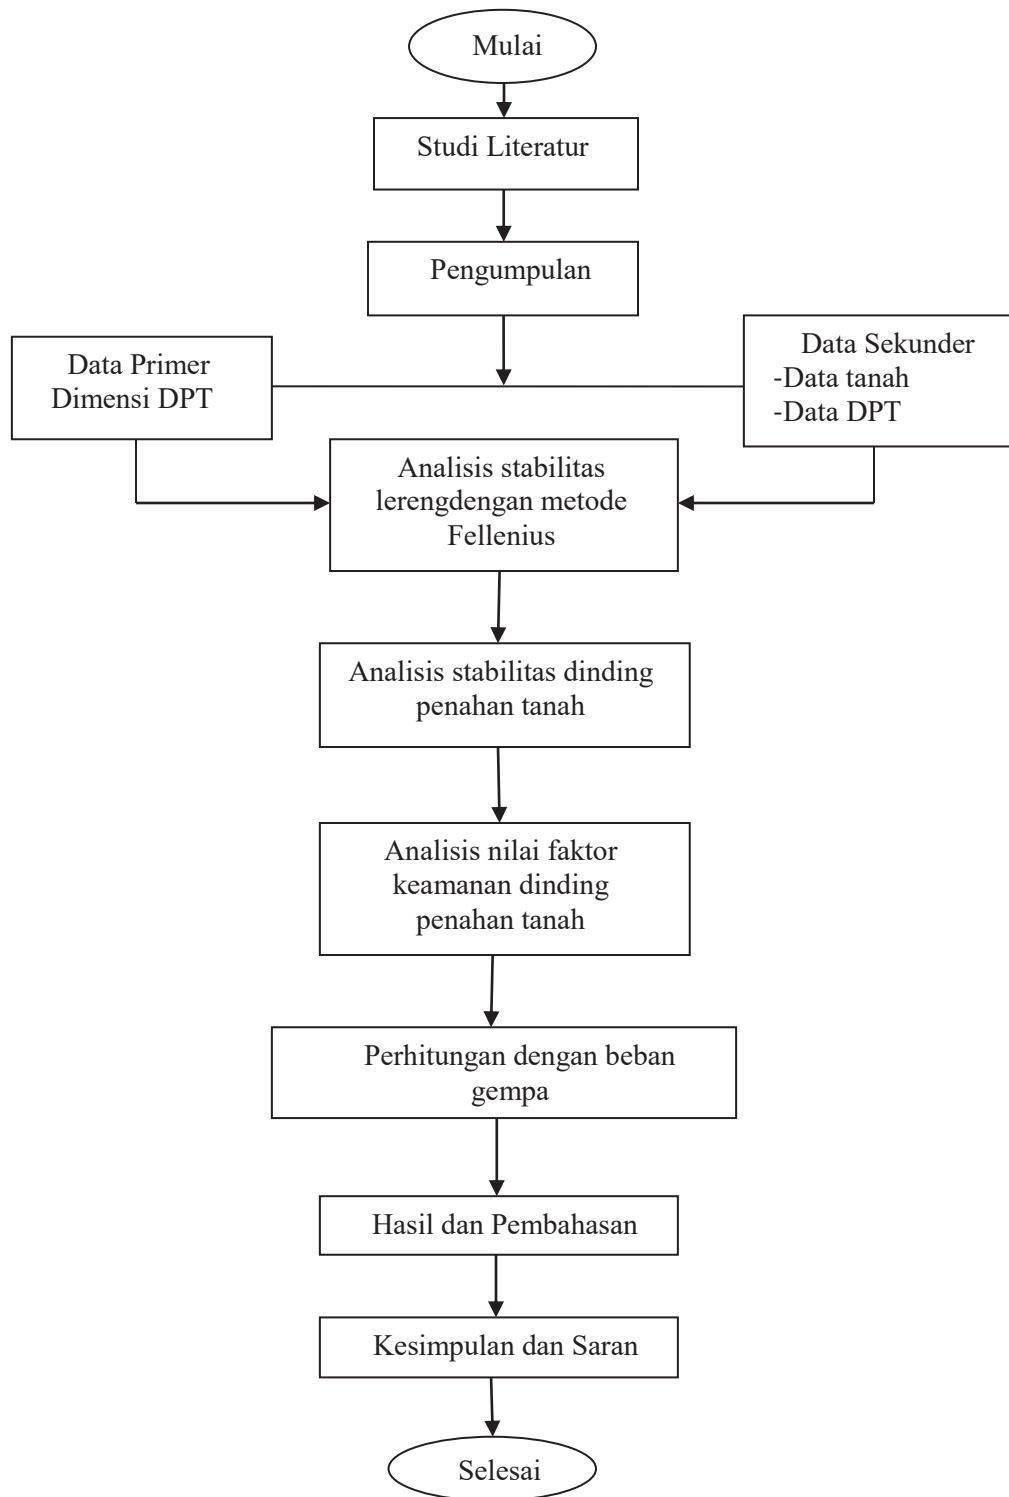 Mulai
Studi Literatur
Pengumpulan
Data Primer
Dimensi DPT
Data Sekunder
-Data tanah
-Data DPT
Analisis stabilitas
lerengdengan metode
Fellenius
Analisis stabilitas dinding
penahan tanah
Analisis nilai faktor
keamanan dinding
penahan tanah
Perhitungan dengan beban
gempa
Hasil dan Pembahasan
Kesimpulan dan Saran
Selesai